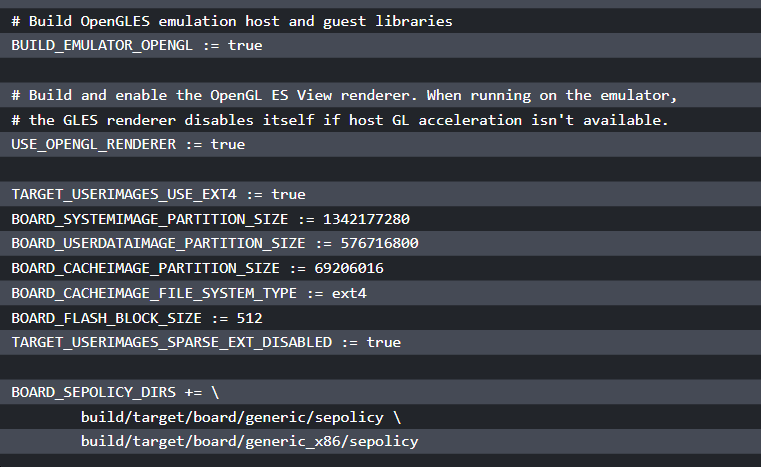 # Build OpenGLES emulation host and guest libraries
BUILD_EMULATOR_OPENGL := true
# Build and enable the OpenGL ES View renderer. When running on the emulator,
# the GLES renderer disables itself if host GL acceleration isn't available.
USE_OPENGL_RENDERER := true
TARGET_USERIMAGES_USE_EXT4 := true
BOARD_SYSTEMIMAGE_PARTITION_SIZE := 1342177280
BOARD_USERDATAIMAGE_PARTITION_SIZE := 576716800
BOARD_CACHEIMAGE_PARTITION_SIZE := 69206016
BOARD_CACHEIMAGE_FILE_SYSTEM_TYPE := ext4
BOARD_FLASH_BLOCK_SIZE := 512
TARGET_USERIMAGES_SPARSE_EXT_DISABLED := true
BOARD_SEPOLICY_DIRS += \
        build/target/board/generic/sepolicy \
        build/target/board/generic_x86/sepolicy